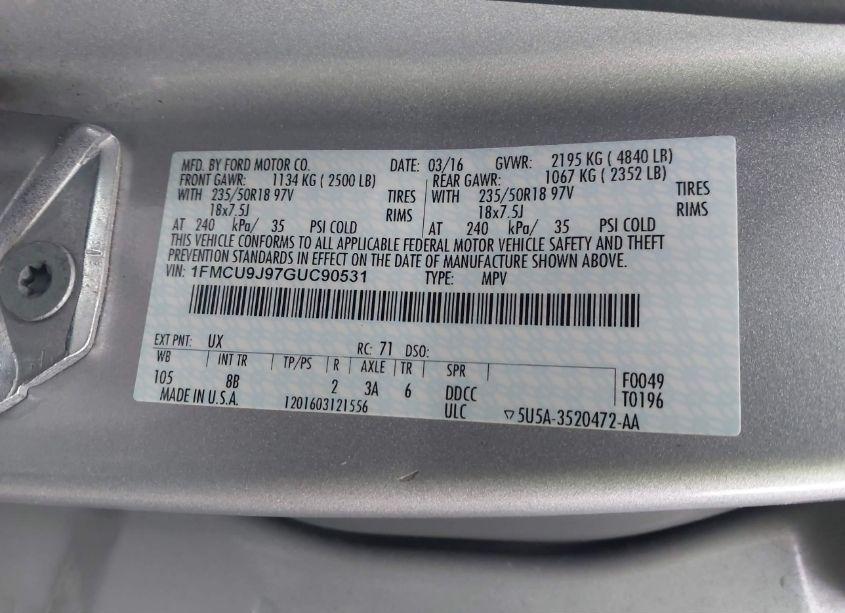 MFD. BY FORD MOTOR CO. DATE: 03/16 GVWR: 2195 KG ( 4840 LB)
FRONT GAWR: 1134 KG ( 2500 LB) REAR GAWR: 1067 KG ( 2352 LB)
WITH 235/50R18 97V TIRES WITH 235/50R18 97V TIRES
18x7.5J RIMS 18x7.5J RIMS
AT 240 kPa/ 35 PSI COLD AT 240 kPa/ 35 PSI COLD
THIS VEHICLE CONFORMS TO ALL APPLICABLE FEDERAL MOTOR VEHICLE SAFETY AND THEFT
PREVENTION STANDARDS IN EFFECT ON THE DATE OF MANUFACTURE SHOWN ABOVE.
VIN: 1FMCU9J97GUC90531 TYPE: MPV
EXT PNT: UX RC: 71 DSO:
WB INT TR TP/PS R AXLE TR SPR
105 8B 2 3A 6 DDCC F0049
MADE IN U.S.A. 1201603121556 ULC T0196
▽5U5A-3520472-AA